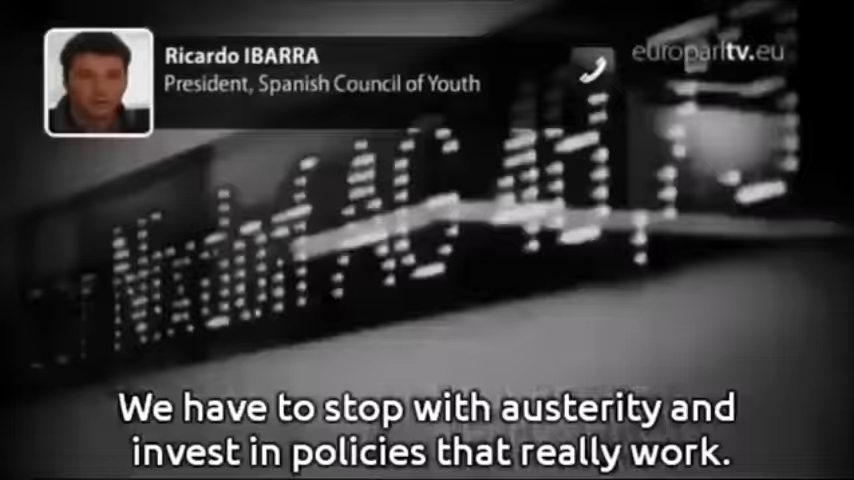 Ricardo IBARRA
President, Spanish Council of Youth
europarltv.eu
We have to stop with austerity and
invest in policies that really work.